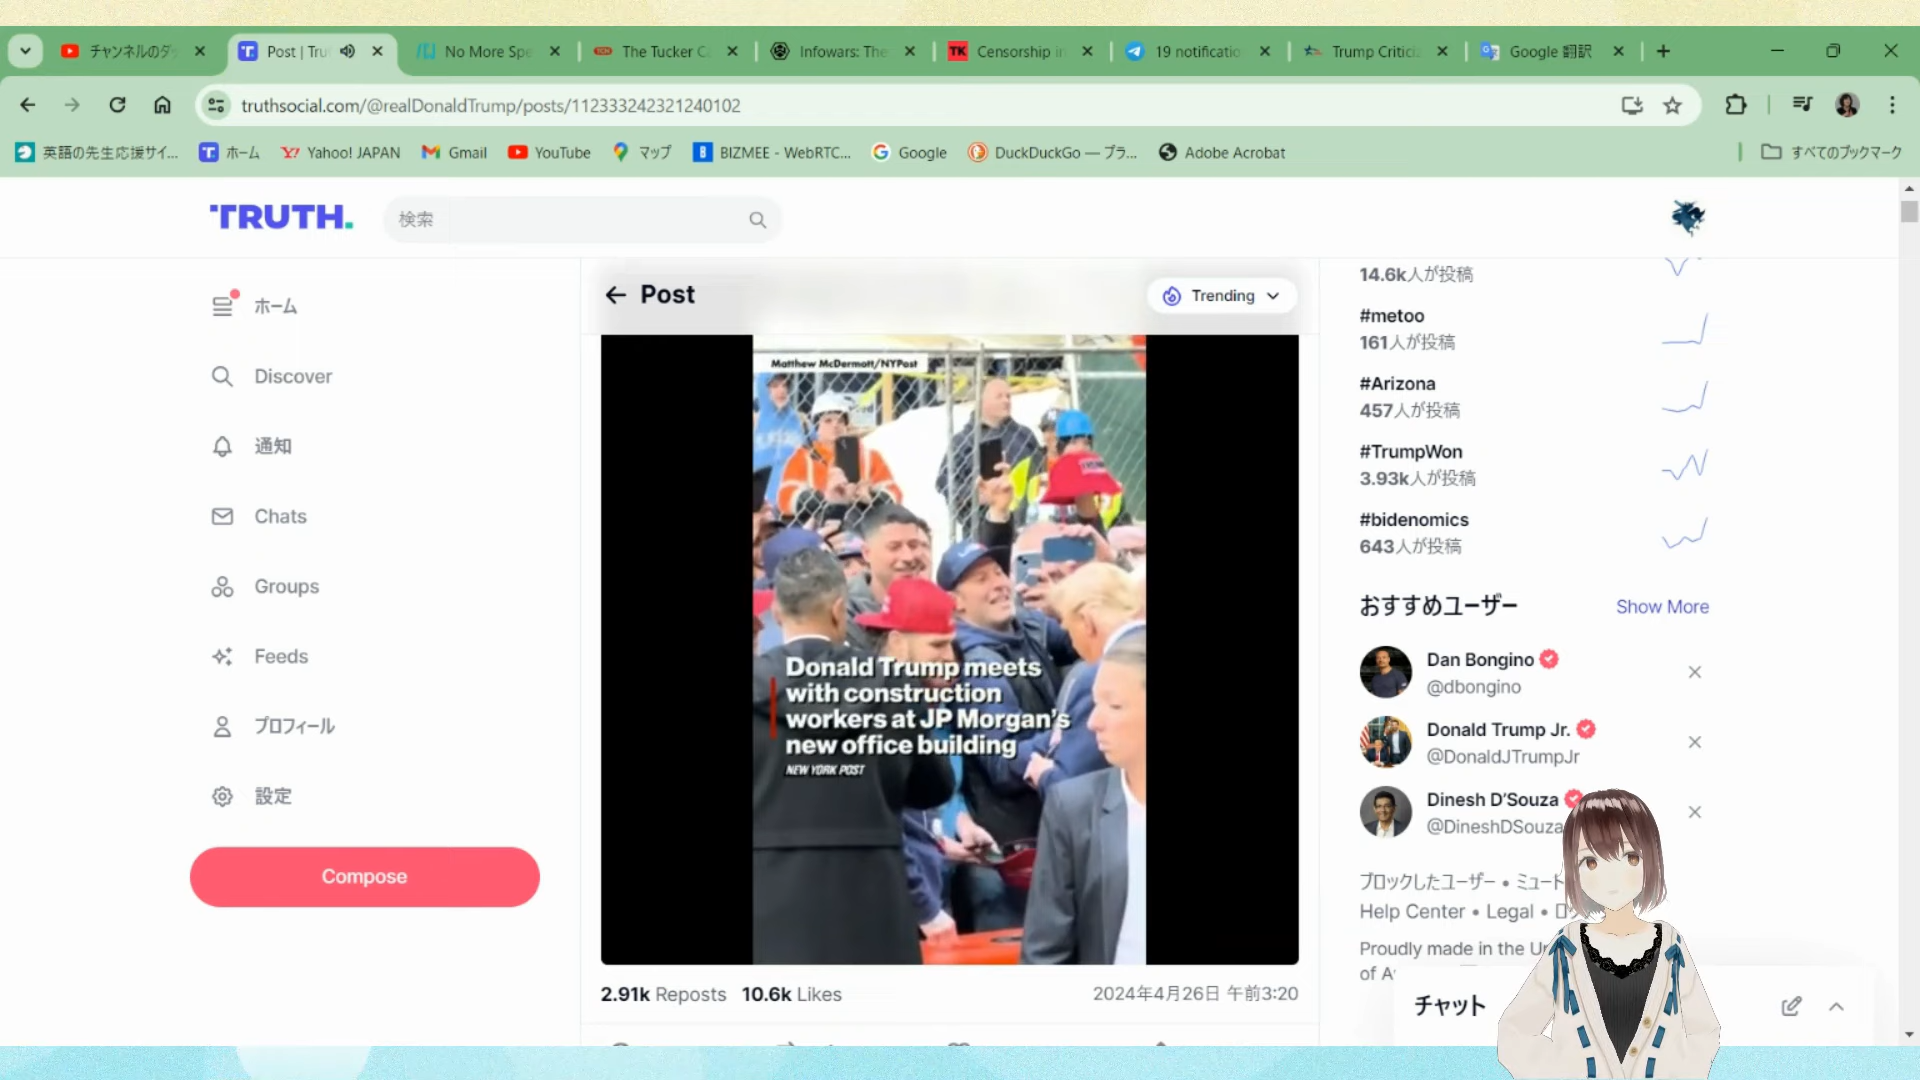 チャンネルのダ
Post | Tru
No More Spe
The Tucker C
Infowars: The
TK
Censorship in
19 notificatio
Trump Criticiz
Google 翻訳
truthsocial.com/@realDonaldTrump/posts/112333242321240102
英語の先生応援サイ...
ホーム
Yahoo! JAPAN
Gmail
YouTube
マップ
BIZMEE - WebRTC...
Google
DuckDuckGo — プラ...
Adobe Acrobat
すべてのブックマーク
TRUTH.
検索
ホーム
Discover
通知
Chats
Groups
Feeds
プロフィール
設定
Compose
Post
Trending
Matthew McDermott/NYPost
Donald Trump meets
with construction
workers at JP Morgan's
new office building
NEW YORK POST
2.91k Reposts 10.6k Likes
2024年4月26日 午前3:20
14.6k人が投稿
#metoo
161人が投稿
#Arizona
457人が投稿
#TrumpWon
3.93k人が投稿
#bidenomics
643人が投稿
おすすめユーザー
Show More
Dan Bongino
@dbongino
Donald Trump Jr.
@DonaldJTrumpJr
Dinesh D'Souza
@DineshDSouza
ブロックしたユーザー • ミュート
Help Center • Legal •
Proudly made in the
of
チャット